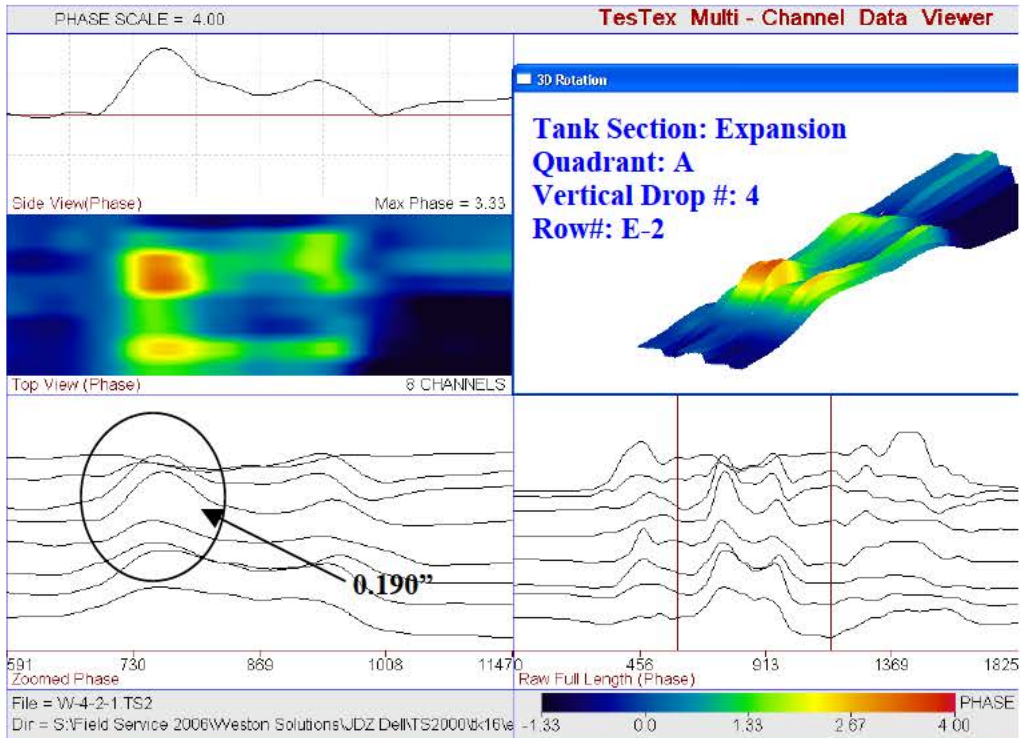 PHASE SCALE = 4.00
TesTex Multi - Channel Data Viewer
Side View(Phase)
Max Phase = 3.33
3D Rotation
Tank Section: Expansion
Quadrant: A
Vertical Drop #: 4
Row#: E-2
Top View (Phase)
8 CHANNELS
0.190”
591 730 869 1008 1147
Zoomed Phase
0 456 913 1369 1825
Raw Full Length (Phase)
File = W-4-2-1.TS2
Dir = S:\Field Service 2006\Weston Solutions\JDZ Dell\TS2000\tk16\e
PHASE
-1.33 0.0 1.33 2.67 4.00